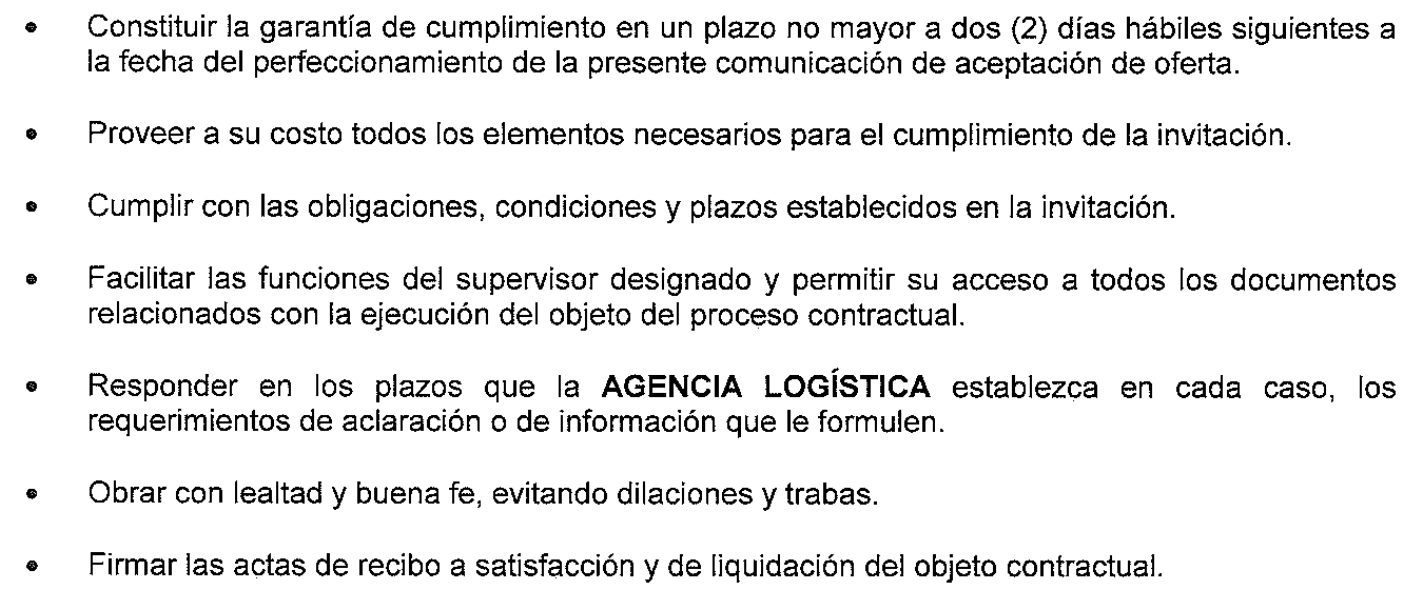 • Constituir la garantía de cumplimiento en un plazo no mayor a dos (2) días hábiles siguientes a
la fecha del perfeccionamiento de la presente comunicación de aceptación de oferta.
• Proveer a su costo todos los elementos necesarios para el cumplimiento de la invitación.
• Cumplir con las obligaciones, condiciones y plazos establecidos en la invitación.
• Facilitar las funciones del supervisor designado y permitir su acceso a todos los documentos
relacionados con la ejecución del objeto del proceso contractual.
• Responder en los plazos que la AGENCIA LOGÍSTICA establezca en cada caso, los
requerimientos de aclaración o de información que le formulen.
• Obrar con lealtad y buena fe, evitando dilaciones y trabas.
• Firmar las actas de recibo a satisfacción y de liquidación del objeto contractual.